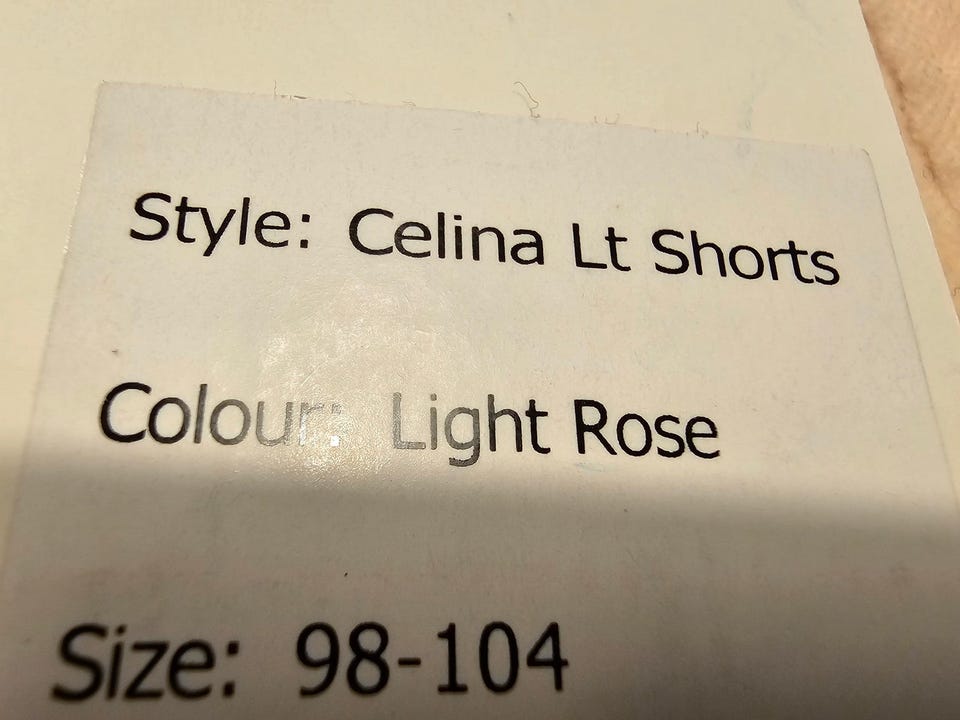 Style: Celina Lt Shorts
Colour: Light Rose
Size: 98-104